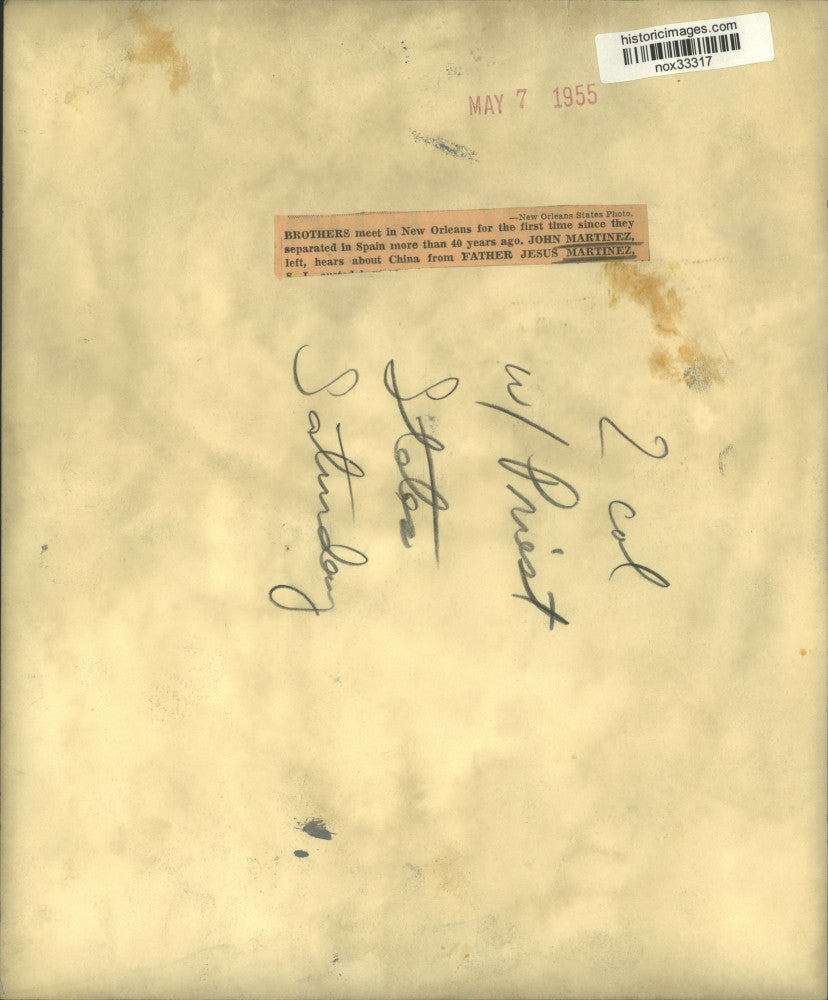 historicimages.com
nox33317
MAY 7 1955
—New Orleans States Photo.
BROTHERS meet in New Orleans for the first time since they
separated in Spain more than 40 years ago. JOHN MARTINEZ,
left, hears about China from FATHER JESUS MARTINEZ,
2 col
w/ Priest
States
Saturday